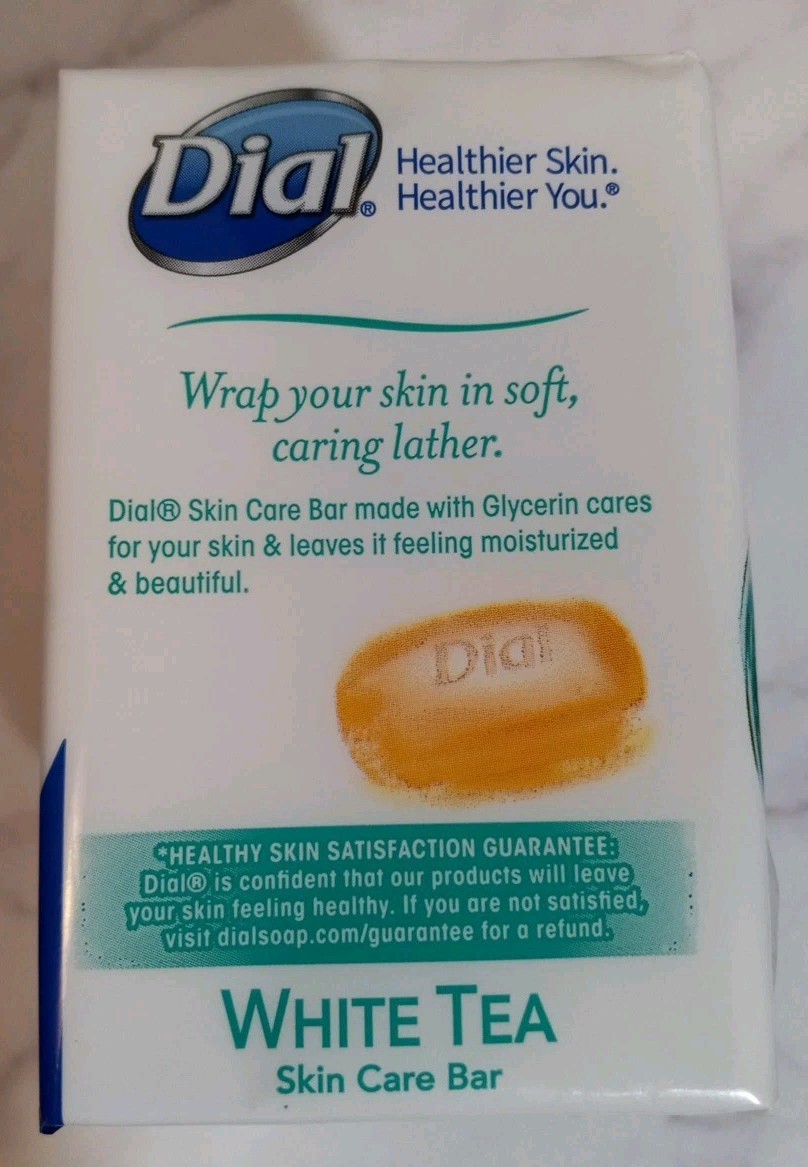 Dial®
Healthier Skin.
Healthier You.®
Wrap your skin in soft,
caring lather.
Dial® Skin Care Bar made with Glycerin cares
for your skin & leaves it feeling moisturized
& beautiful.
Dial
*HEALTHY SKIN SATISFACTION GUARANTEE:
Dial® is confident that our products will leave
your skin feeling healthy. If you are not satisfied,
visit dialsoap.com/guarantee for a refund.
WHITE TEA
Skin Care Bar